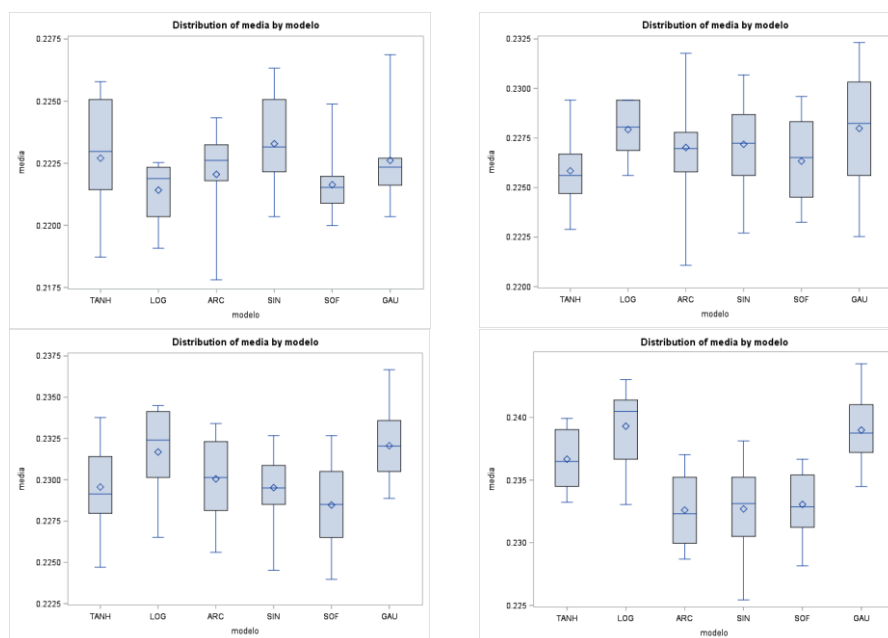 Distribution of media by modelo
0.2275
0.2250
0.2225
0.2200
0.2175
media
TANH LOG ARC SIN SOF GAU
modelo
Distribution of media by modelo
0.2325
0.2300
0.2275
0.2250
0.2225
0.2200
media
TANH LOG ARC SIN SOF GAU
modelo
Distribution of media by modelo
0.2375
0.2350
0.2325
0.2300
0.2275
0.2250
0.2225
media
TANH LOG ARC SIN SOF GAU
modelo
Distribution of media by modelo
0.240
0.235
0.230
0.225
media
TANH LOG ARC SIN SOF GAU
modelo